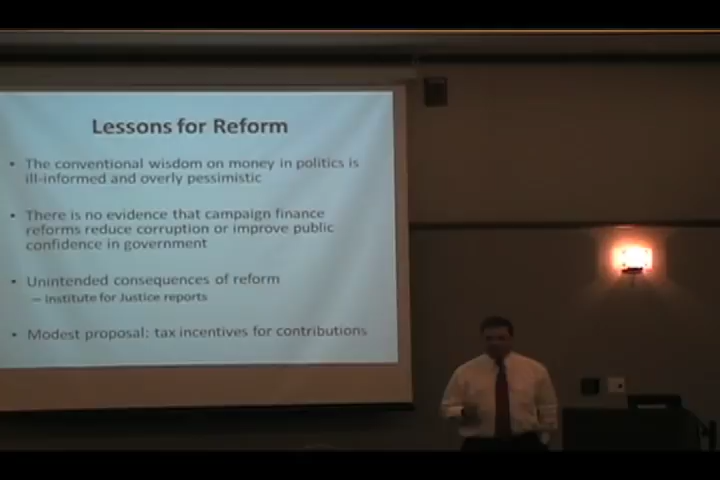 Lessons for Reform
• The conventional wisdom on money in politics is
ill-informed and overly pessimistic
• There is no evidence that campaign finance
reforms reduce corruption or improve public
confidence in government
• Unintended consequences of reform
– Institute for Justice reports
• Modest proposal: tax incentives for contributions